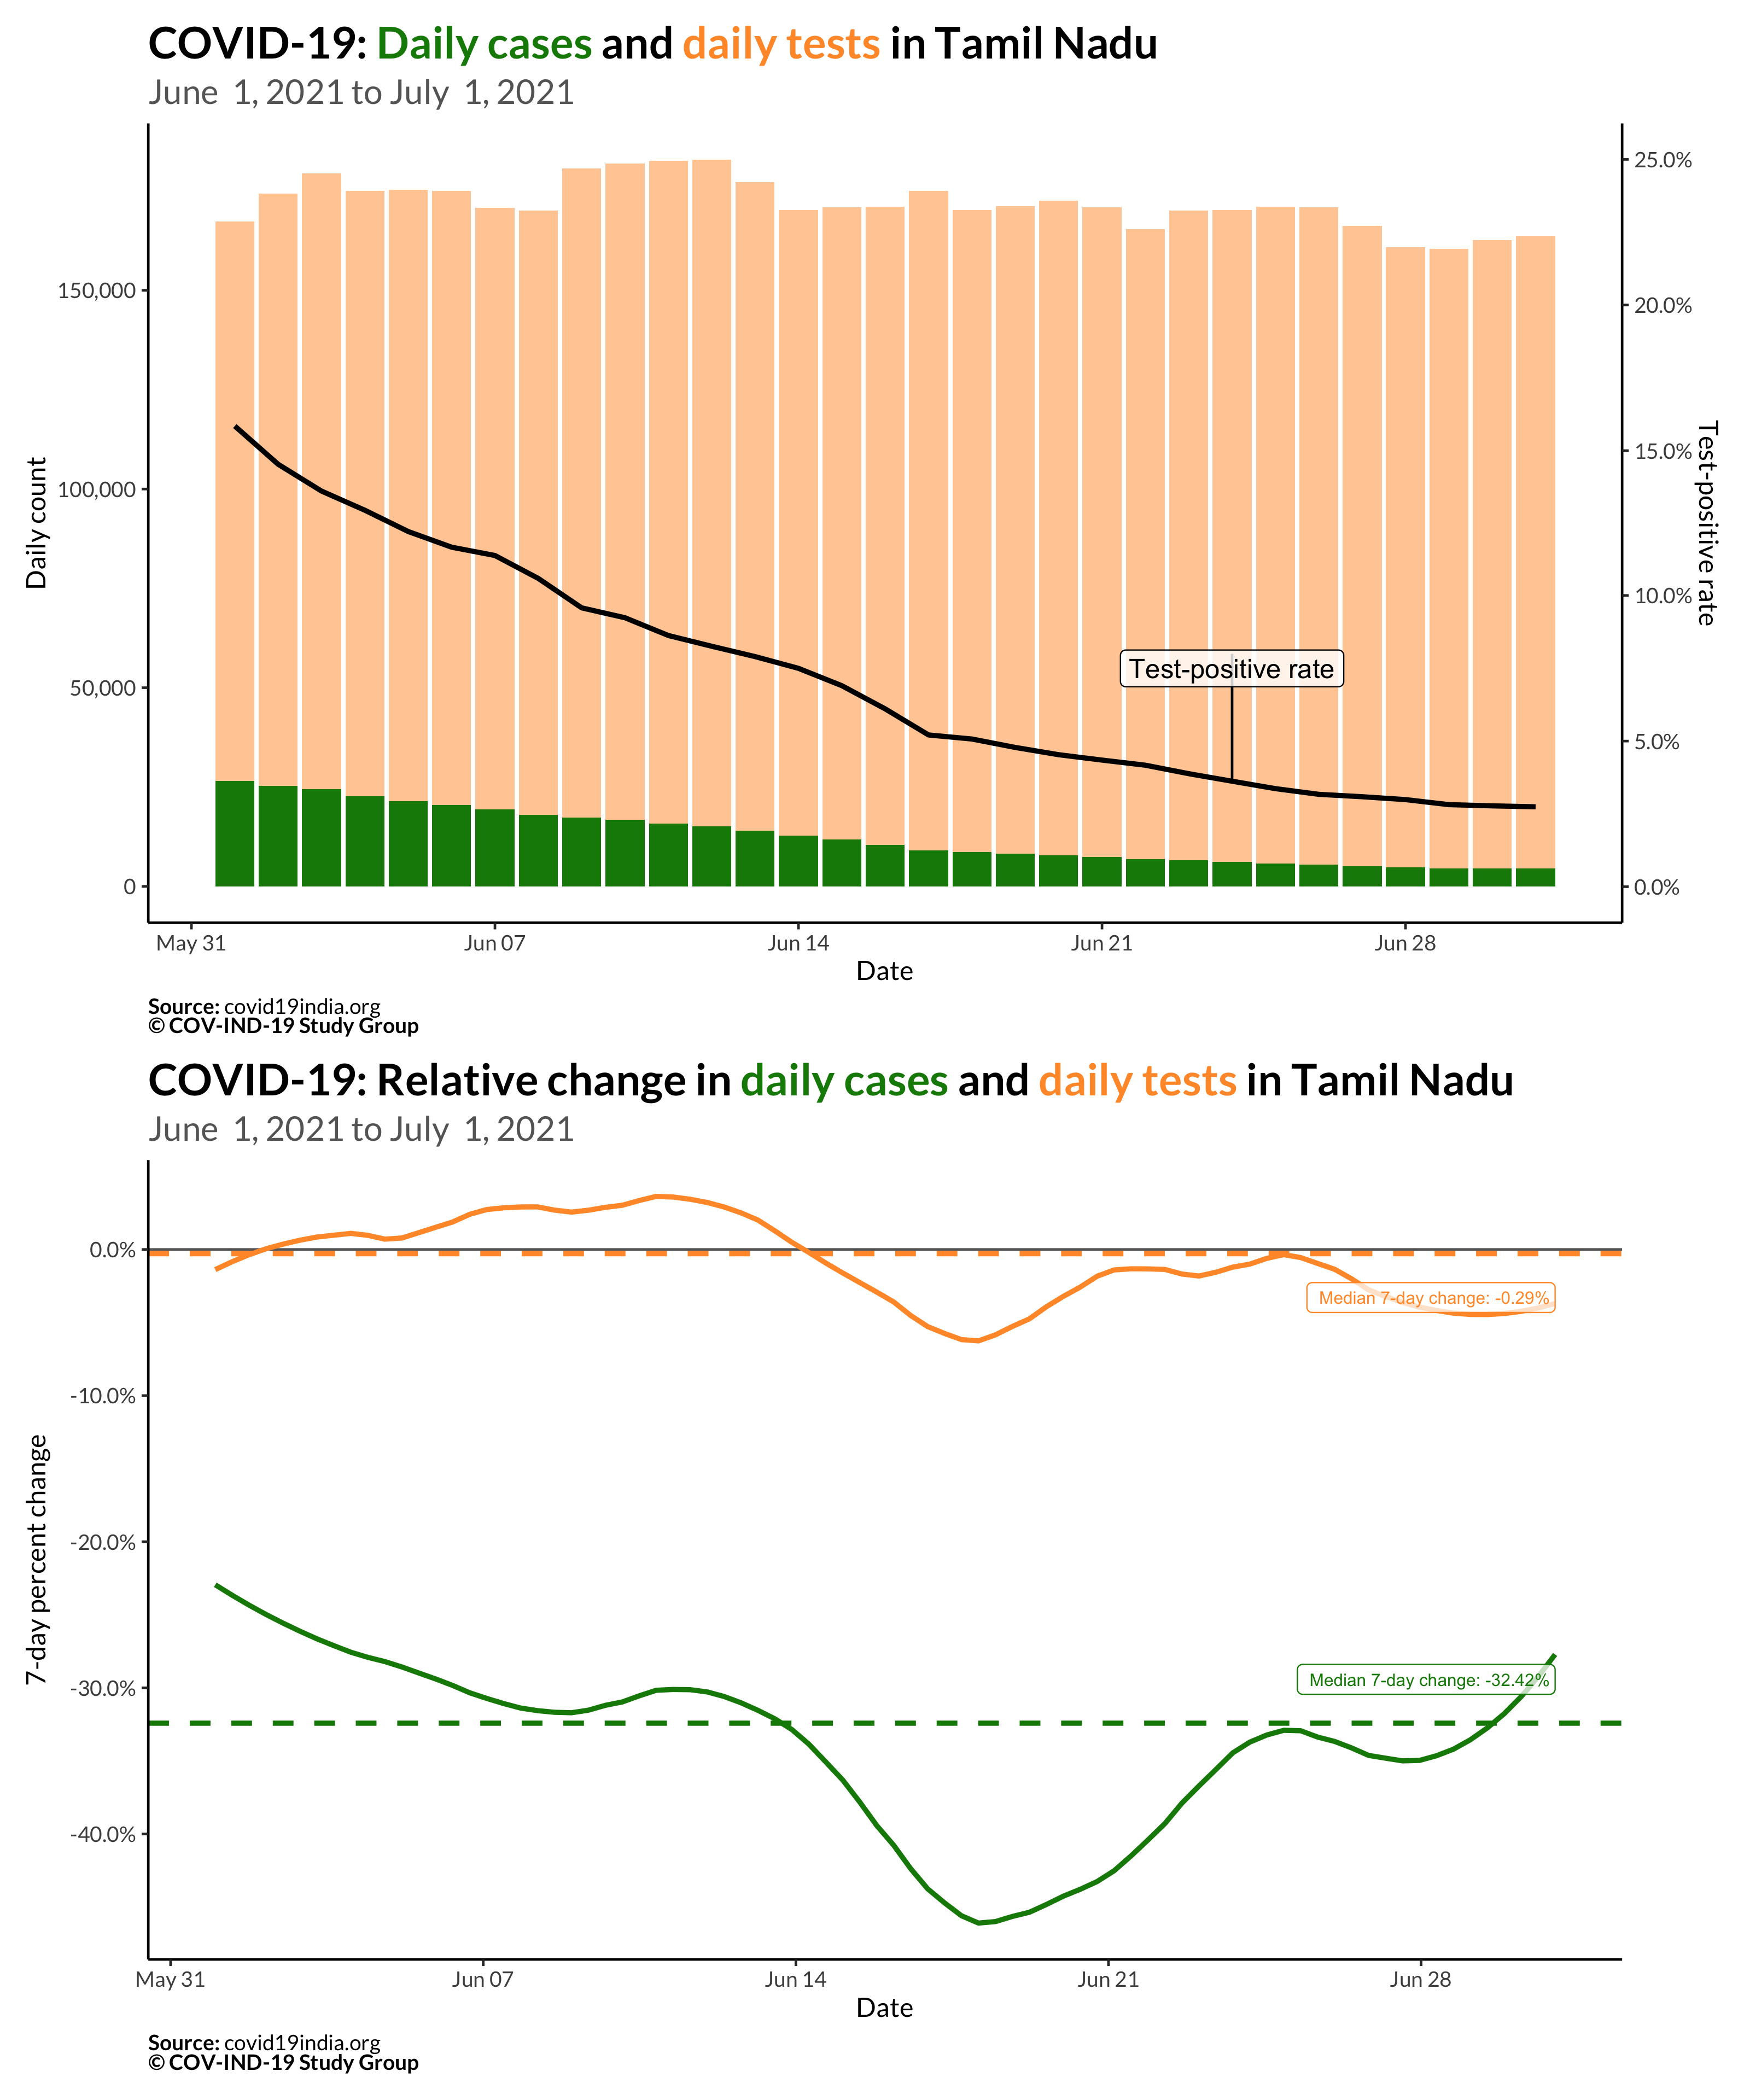 COVID-19: Daily cases and daily tests in Tamil Nadu
June 1, 2021 to July 1, 2021
25.0%
20.0%
15.0%
10.0%
5.0%
0.0%
Test-positive rate
150,000
100,000
50,000
0
Daily count
Test-positive rate
May 31
Jun 07
Jun 14
Jun 21
Jun 28
Date
Source: covid19india.org
© COV-IND-19 Study Group
COVID-19: Relative change in daily cases and daily tests in Tamil Nadu
June 1, 2021 to July 1, 2021
0.0%
-10.0%
-20.0%
-30.0%
-40.0%
7-day percent change
Median 7-day change: -0.29%
Median 7-day change: -32.42%
May 31
Jun 07
Jun 14
Jun 21
Jun 28
Date
Source: covid19india.org
© COV-IND-19 Study Group